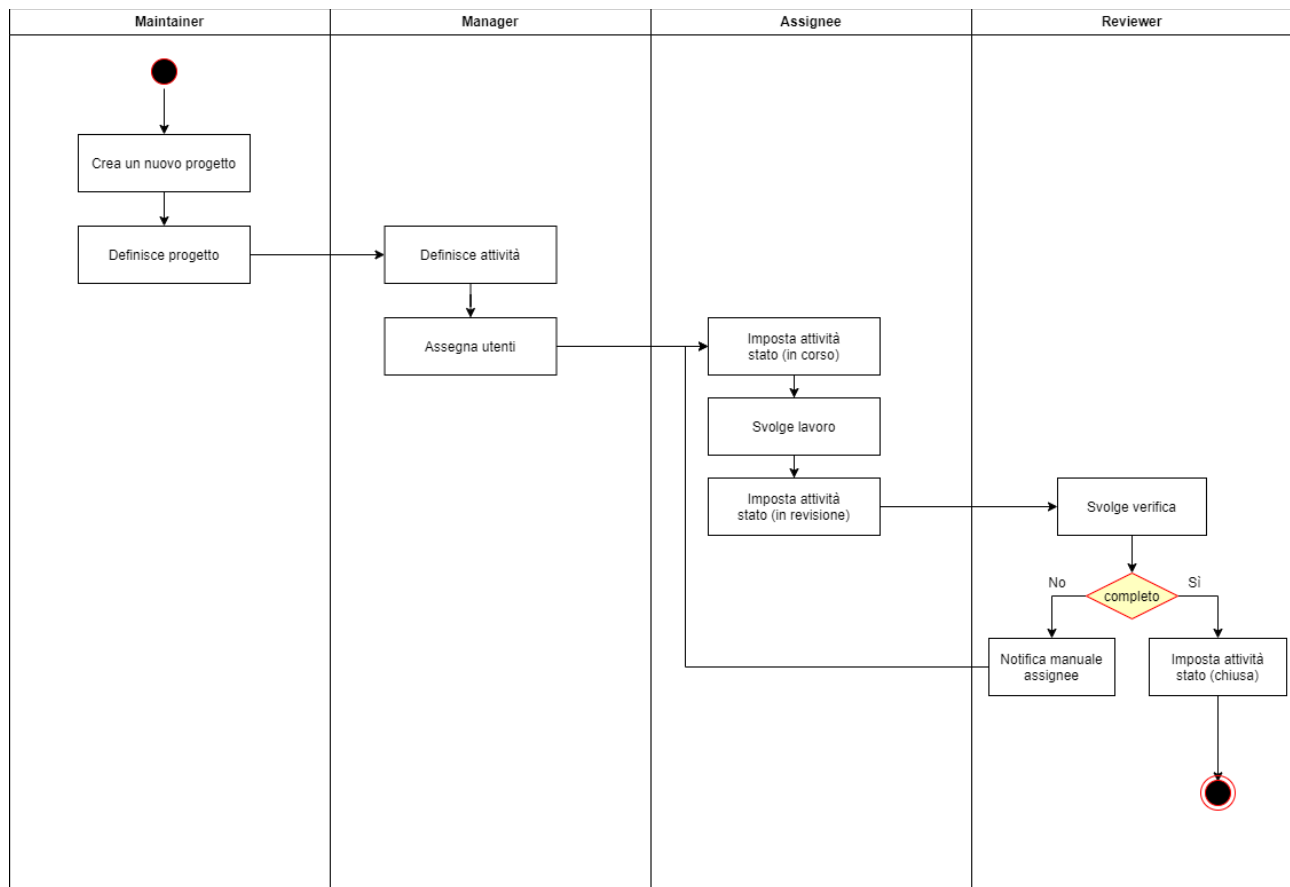 Maintainer
Manager
Assignee
Reviewer
Crea un nuovo progetto
Definisce progetto
Definisce attività
Assegna utenti
Imposta attività
stato (in corso)
Svolge lavoro
Imposta attività
stato (in revisione)
Svolge verifica
No
completo
Sì
Notifica manuale
assignee
Imposta attività
stato (chiusa)